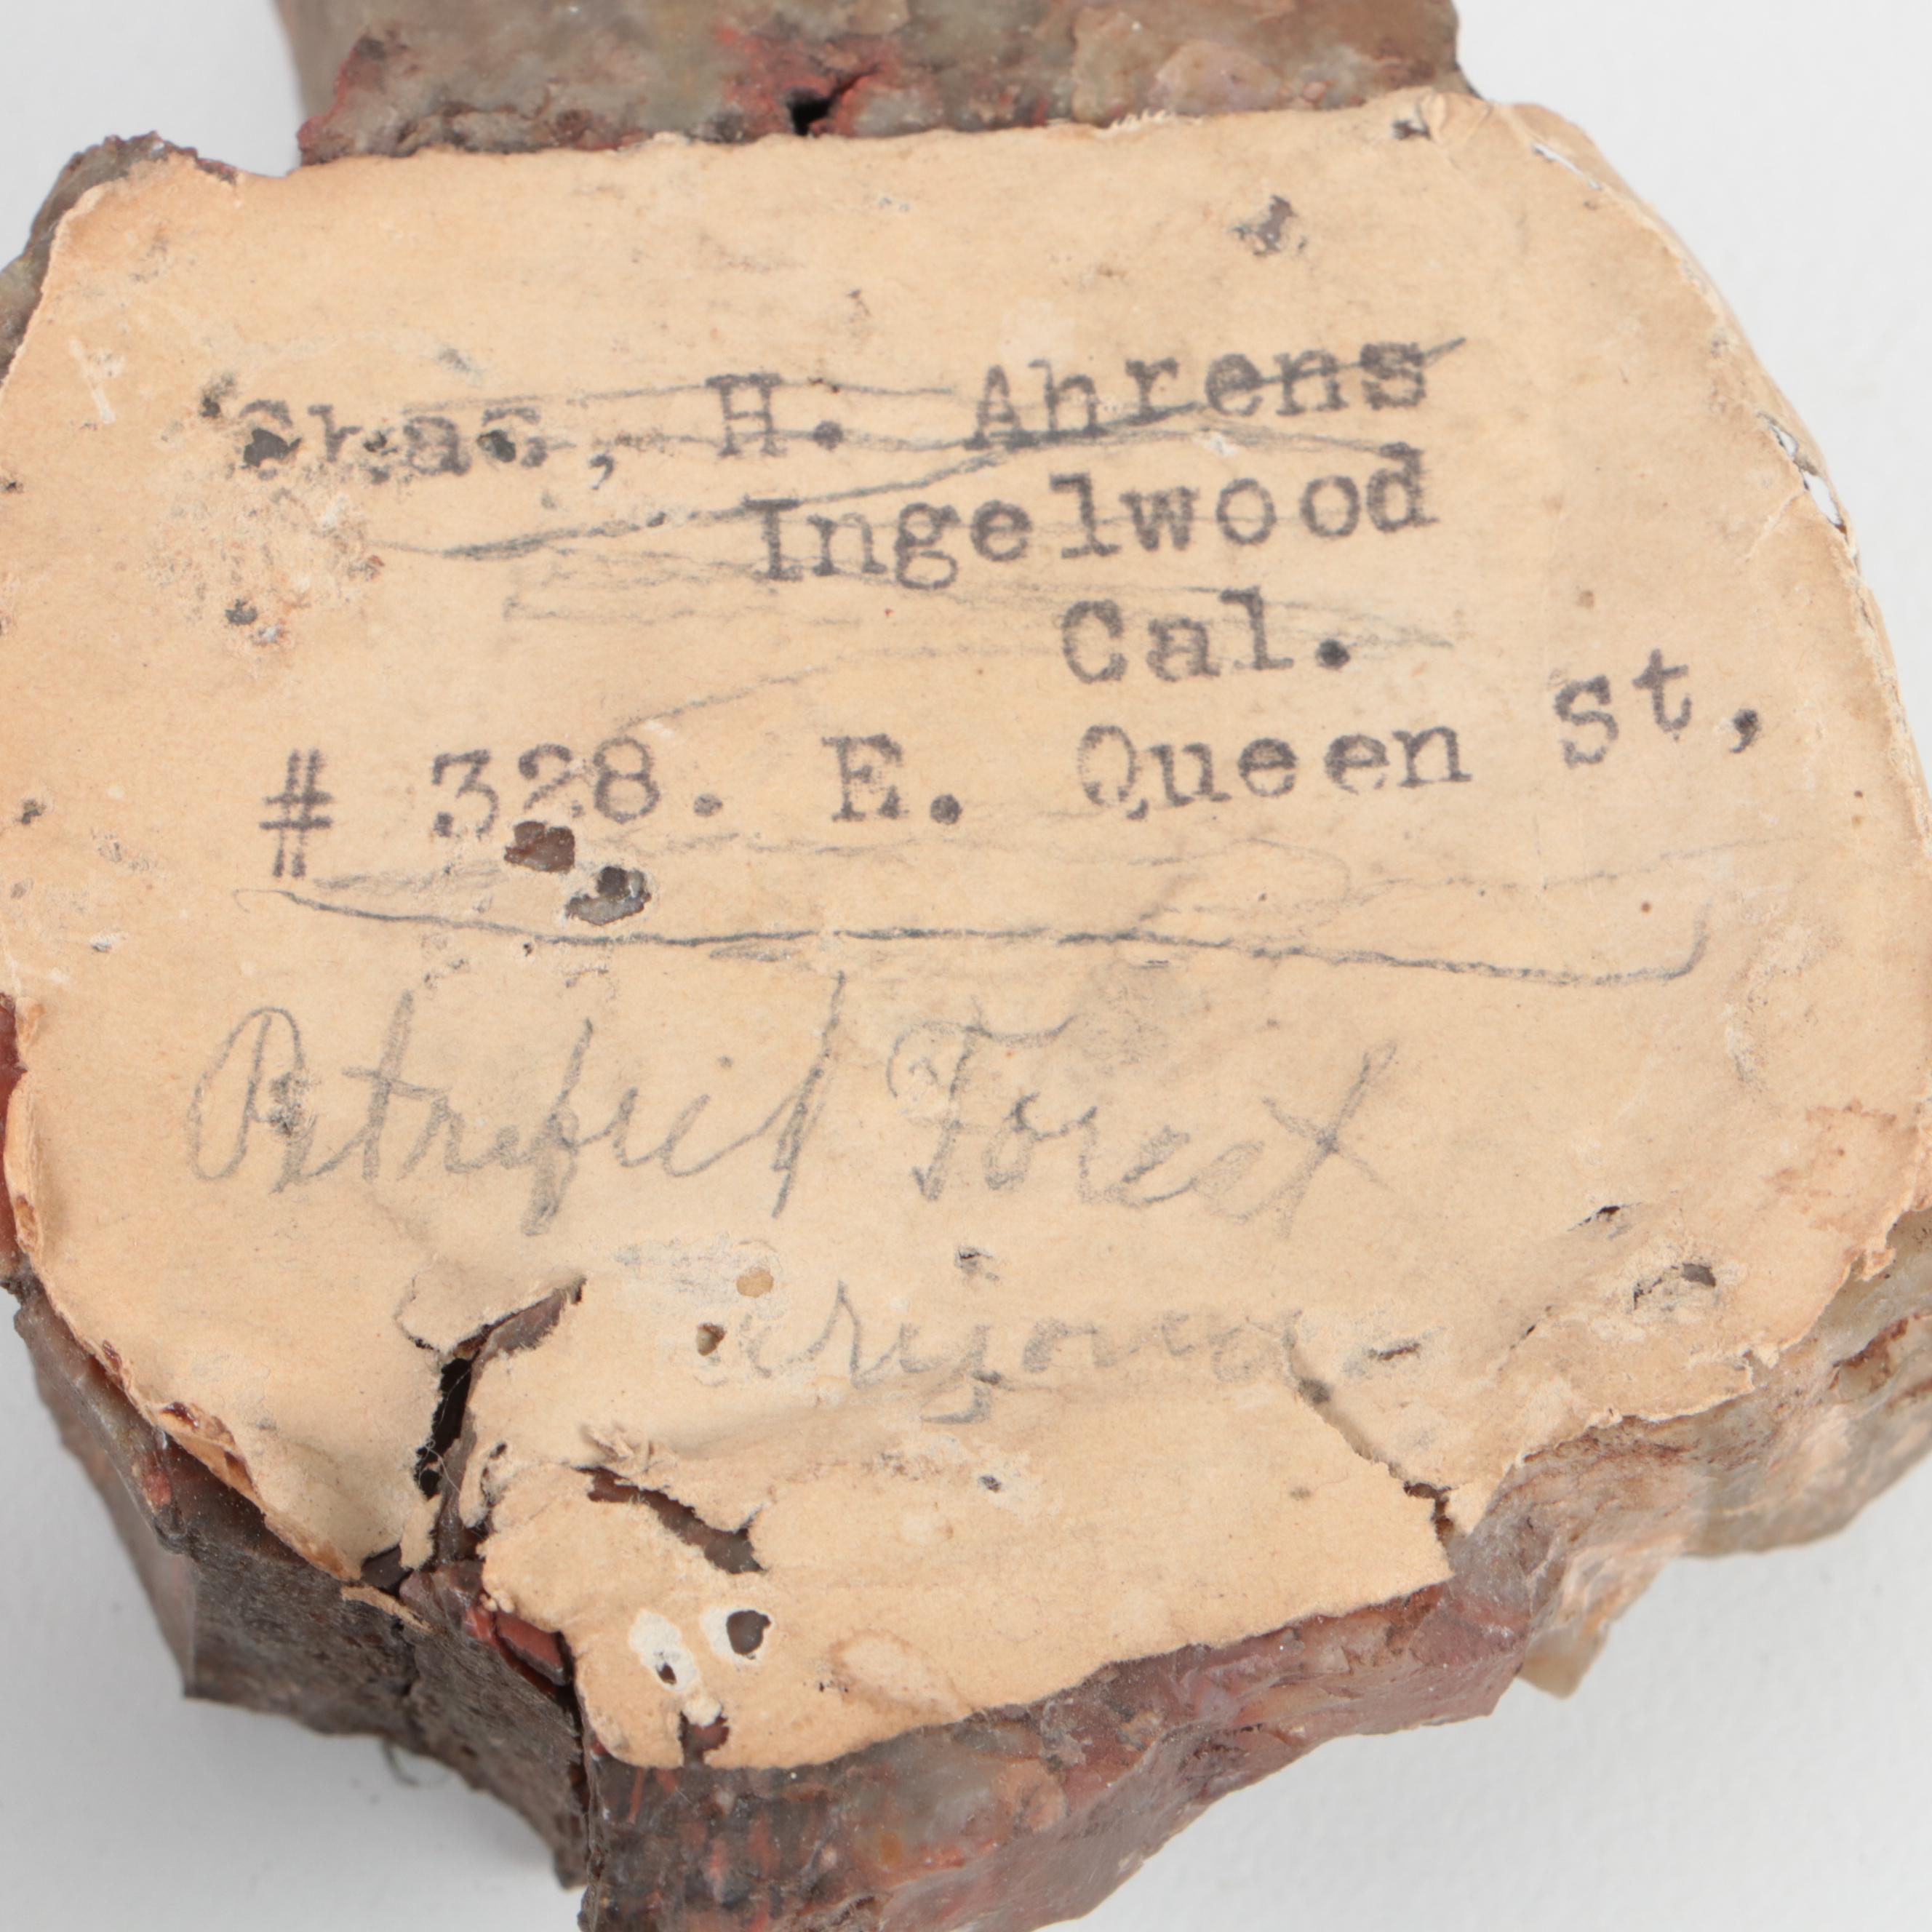 Chas, H. Ahrens
Ingelwood
Cal.
# 328. E. Queen St,
Petrified Forest
Arizona